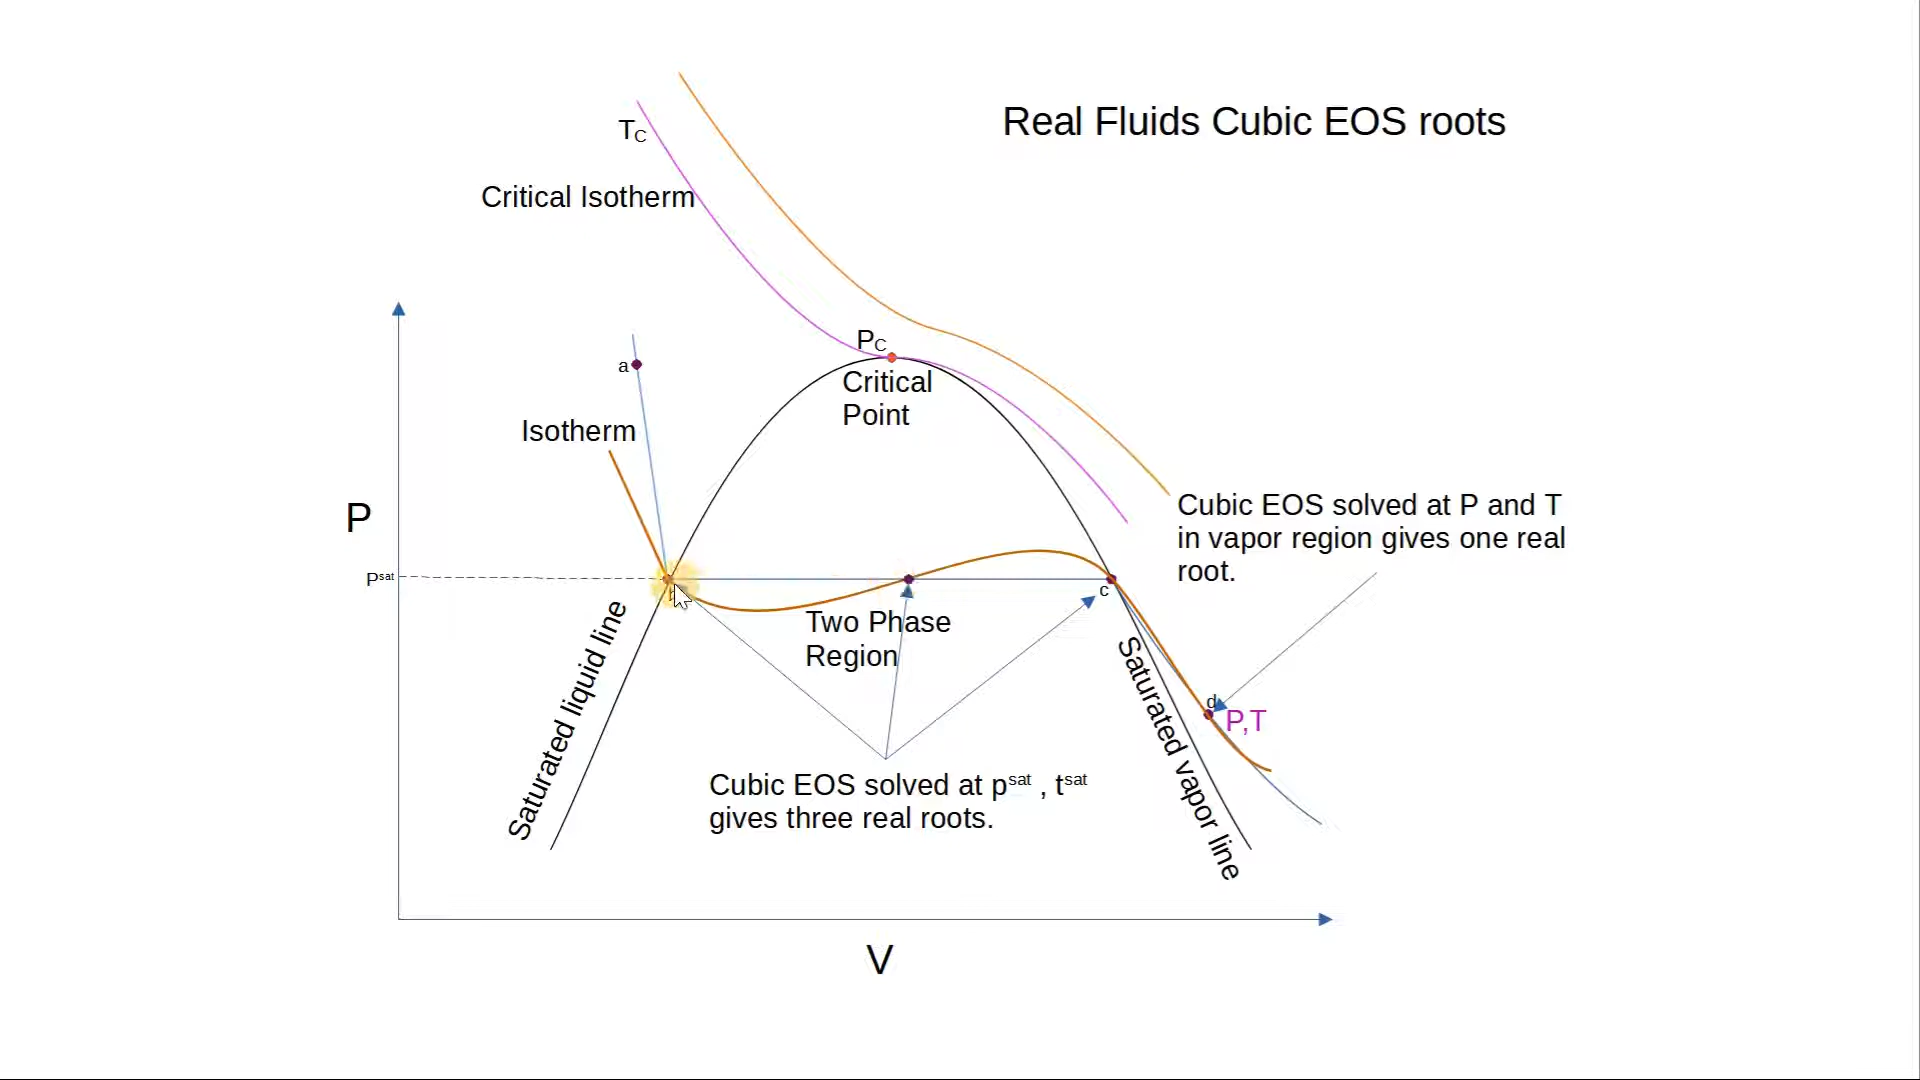 Real Fluids Cubic EOS roots
TC
Critical Isotherm
PC
Critical
Point
a
Isotherm
P
Cubic EOS solved at P and T
in vapor region gives one real
root.
Psat
c
Two Phase
Region
Saturated liquid line
Saturated vapor line
d
P,T
Cubic EOS solved at psat , tsat
gives three real roots.
V